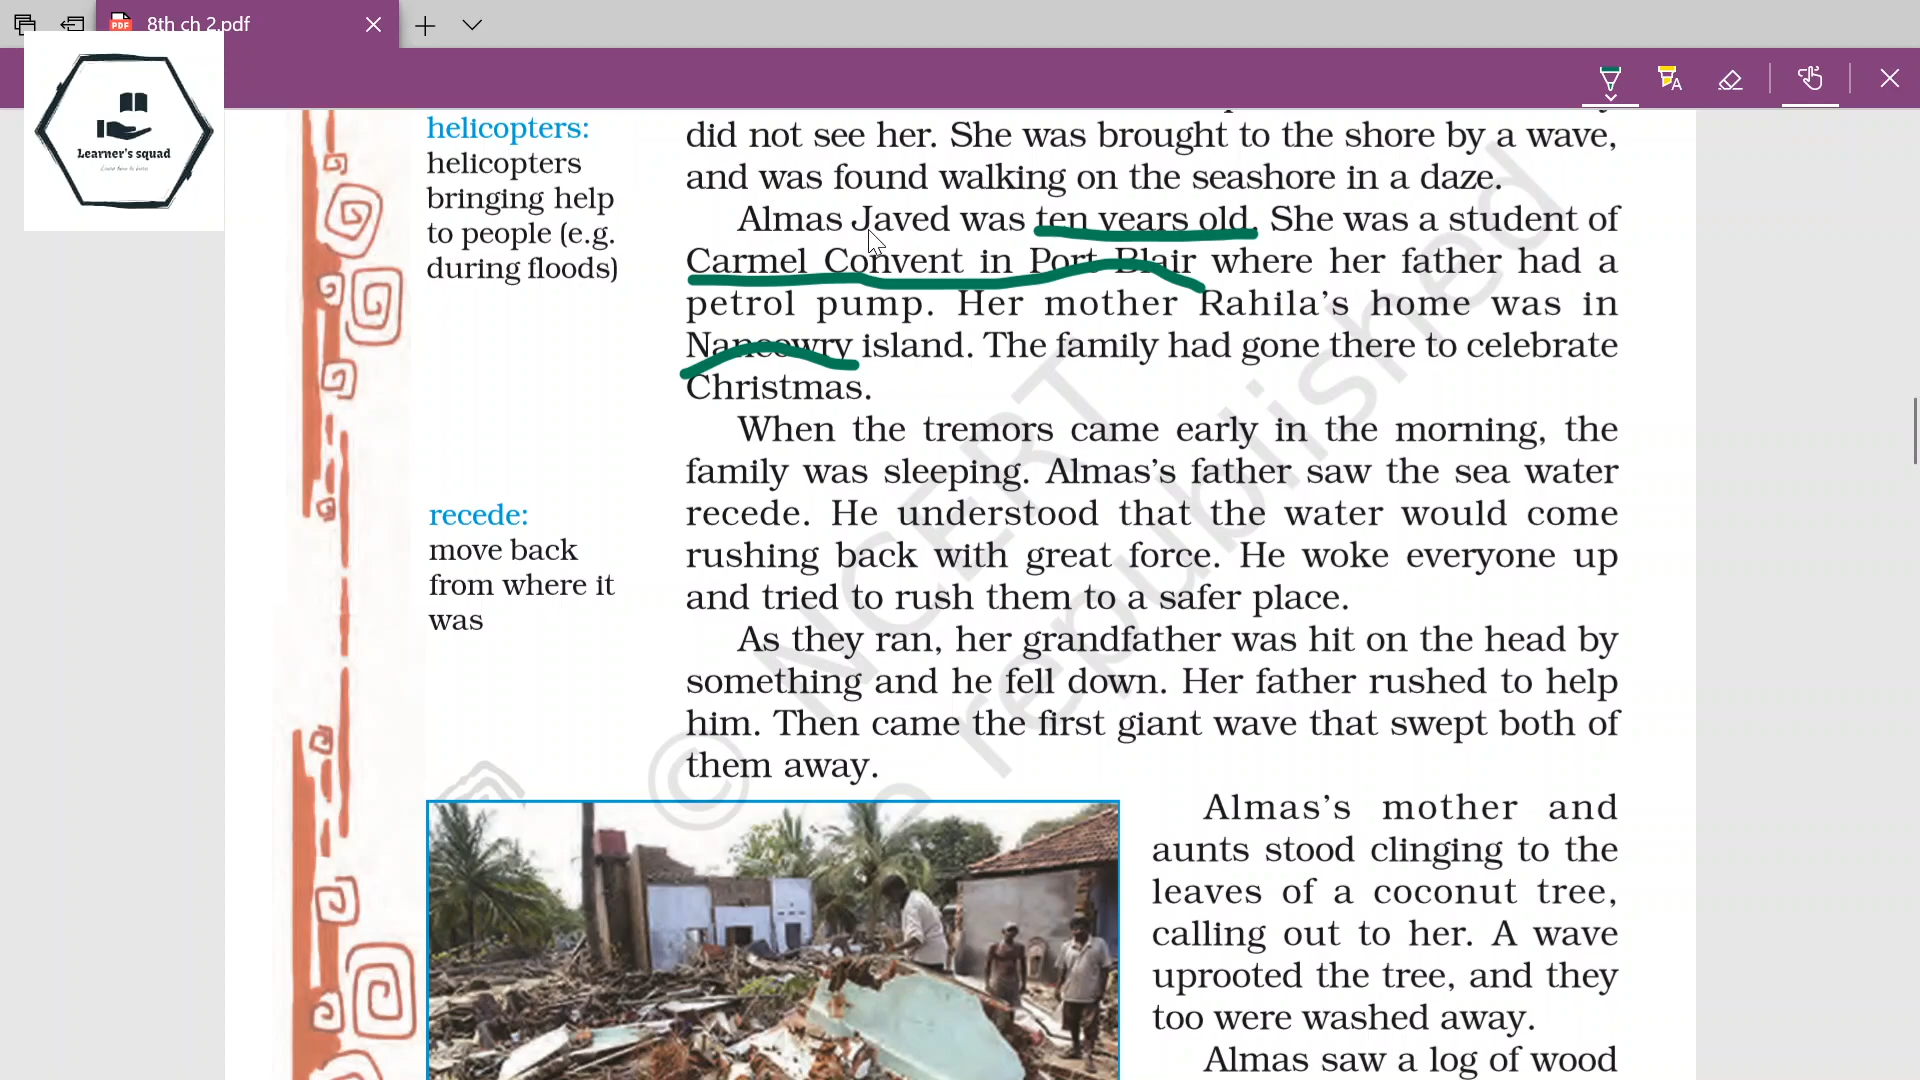 8th ch 2.pdf
PDF
Learner's squad
helicopters:
helicopters
bringing help
to people (e.g.
during floods)
recede:
move back
from where it
was
did not see her. She was brought to the shore by a wave,
and was found walking on the seashore in a daze.
Almas Javed was ten years old. She was a student of
Carmel Convent in Port Blair where her father had a
petrol pump. Her mother Rahila’s home was in
Nancowry island. The family had gone there to celebrate
Christmas.
When the tremors came early in the morning, the
family was sleeping. Almas’s father saw the sea water
recede. He understood that the water would come
rushing back with great force. He woke everyone up
and tried to rush them to a safer place.
As they ran, her grandfather was hit on the head by
something and he fell down. Her father rushed to help
him. Then came the first giant wave that swept both of
them away.
Almas’s mother and
aunts stood clinging to the
leaves of a coconut tree,
calling out to her. A wave
uprooted the tree, and they
too were washed away.
Almas saw a log of wood
© NCERT
republished